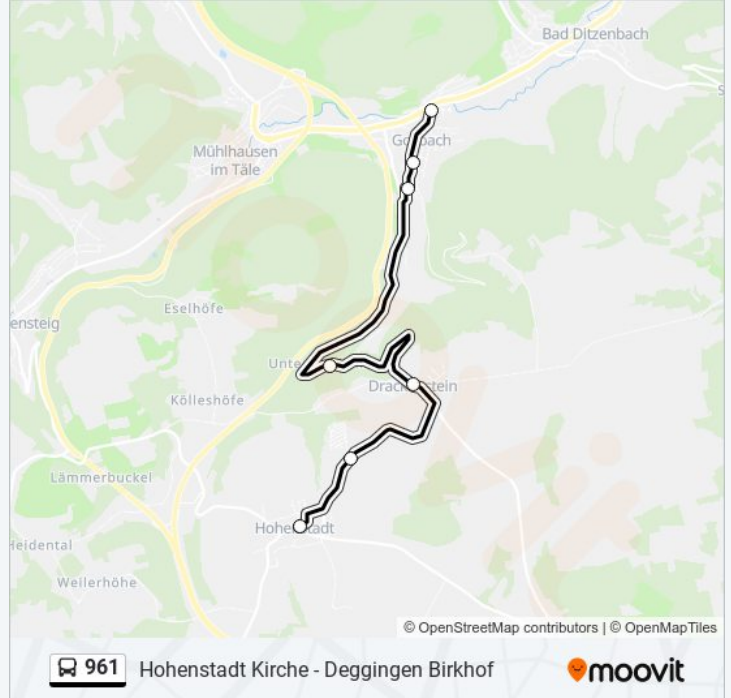 Bad Ditzenbach
Mühlhausen
im Täle
Eselhöfe
ensteig
Kölleshöfe
Lämmerbuckel
Heidental
Weilerhöhe
© OpenStreetMap contributors | © OpenMapTiles
961 Hohenstadt Kirche - Deggingen Birkhof moovit